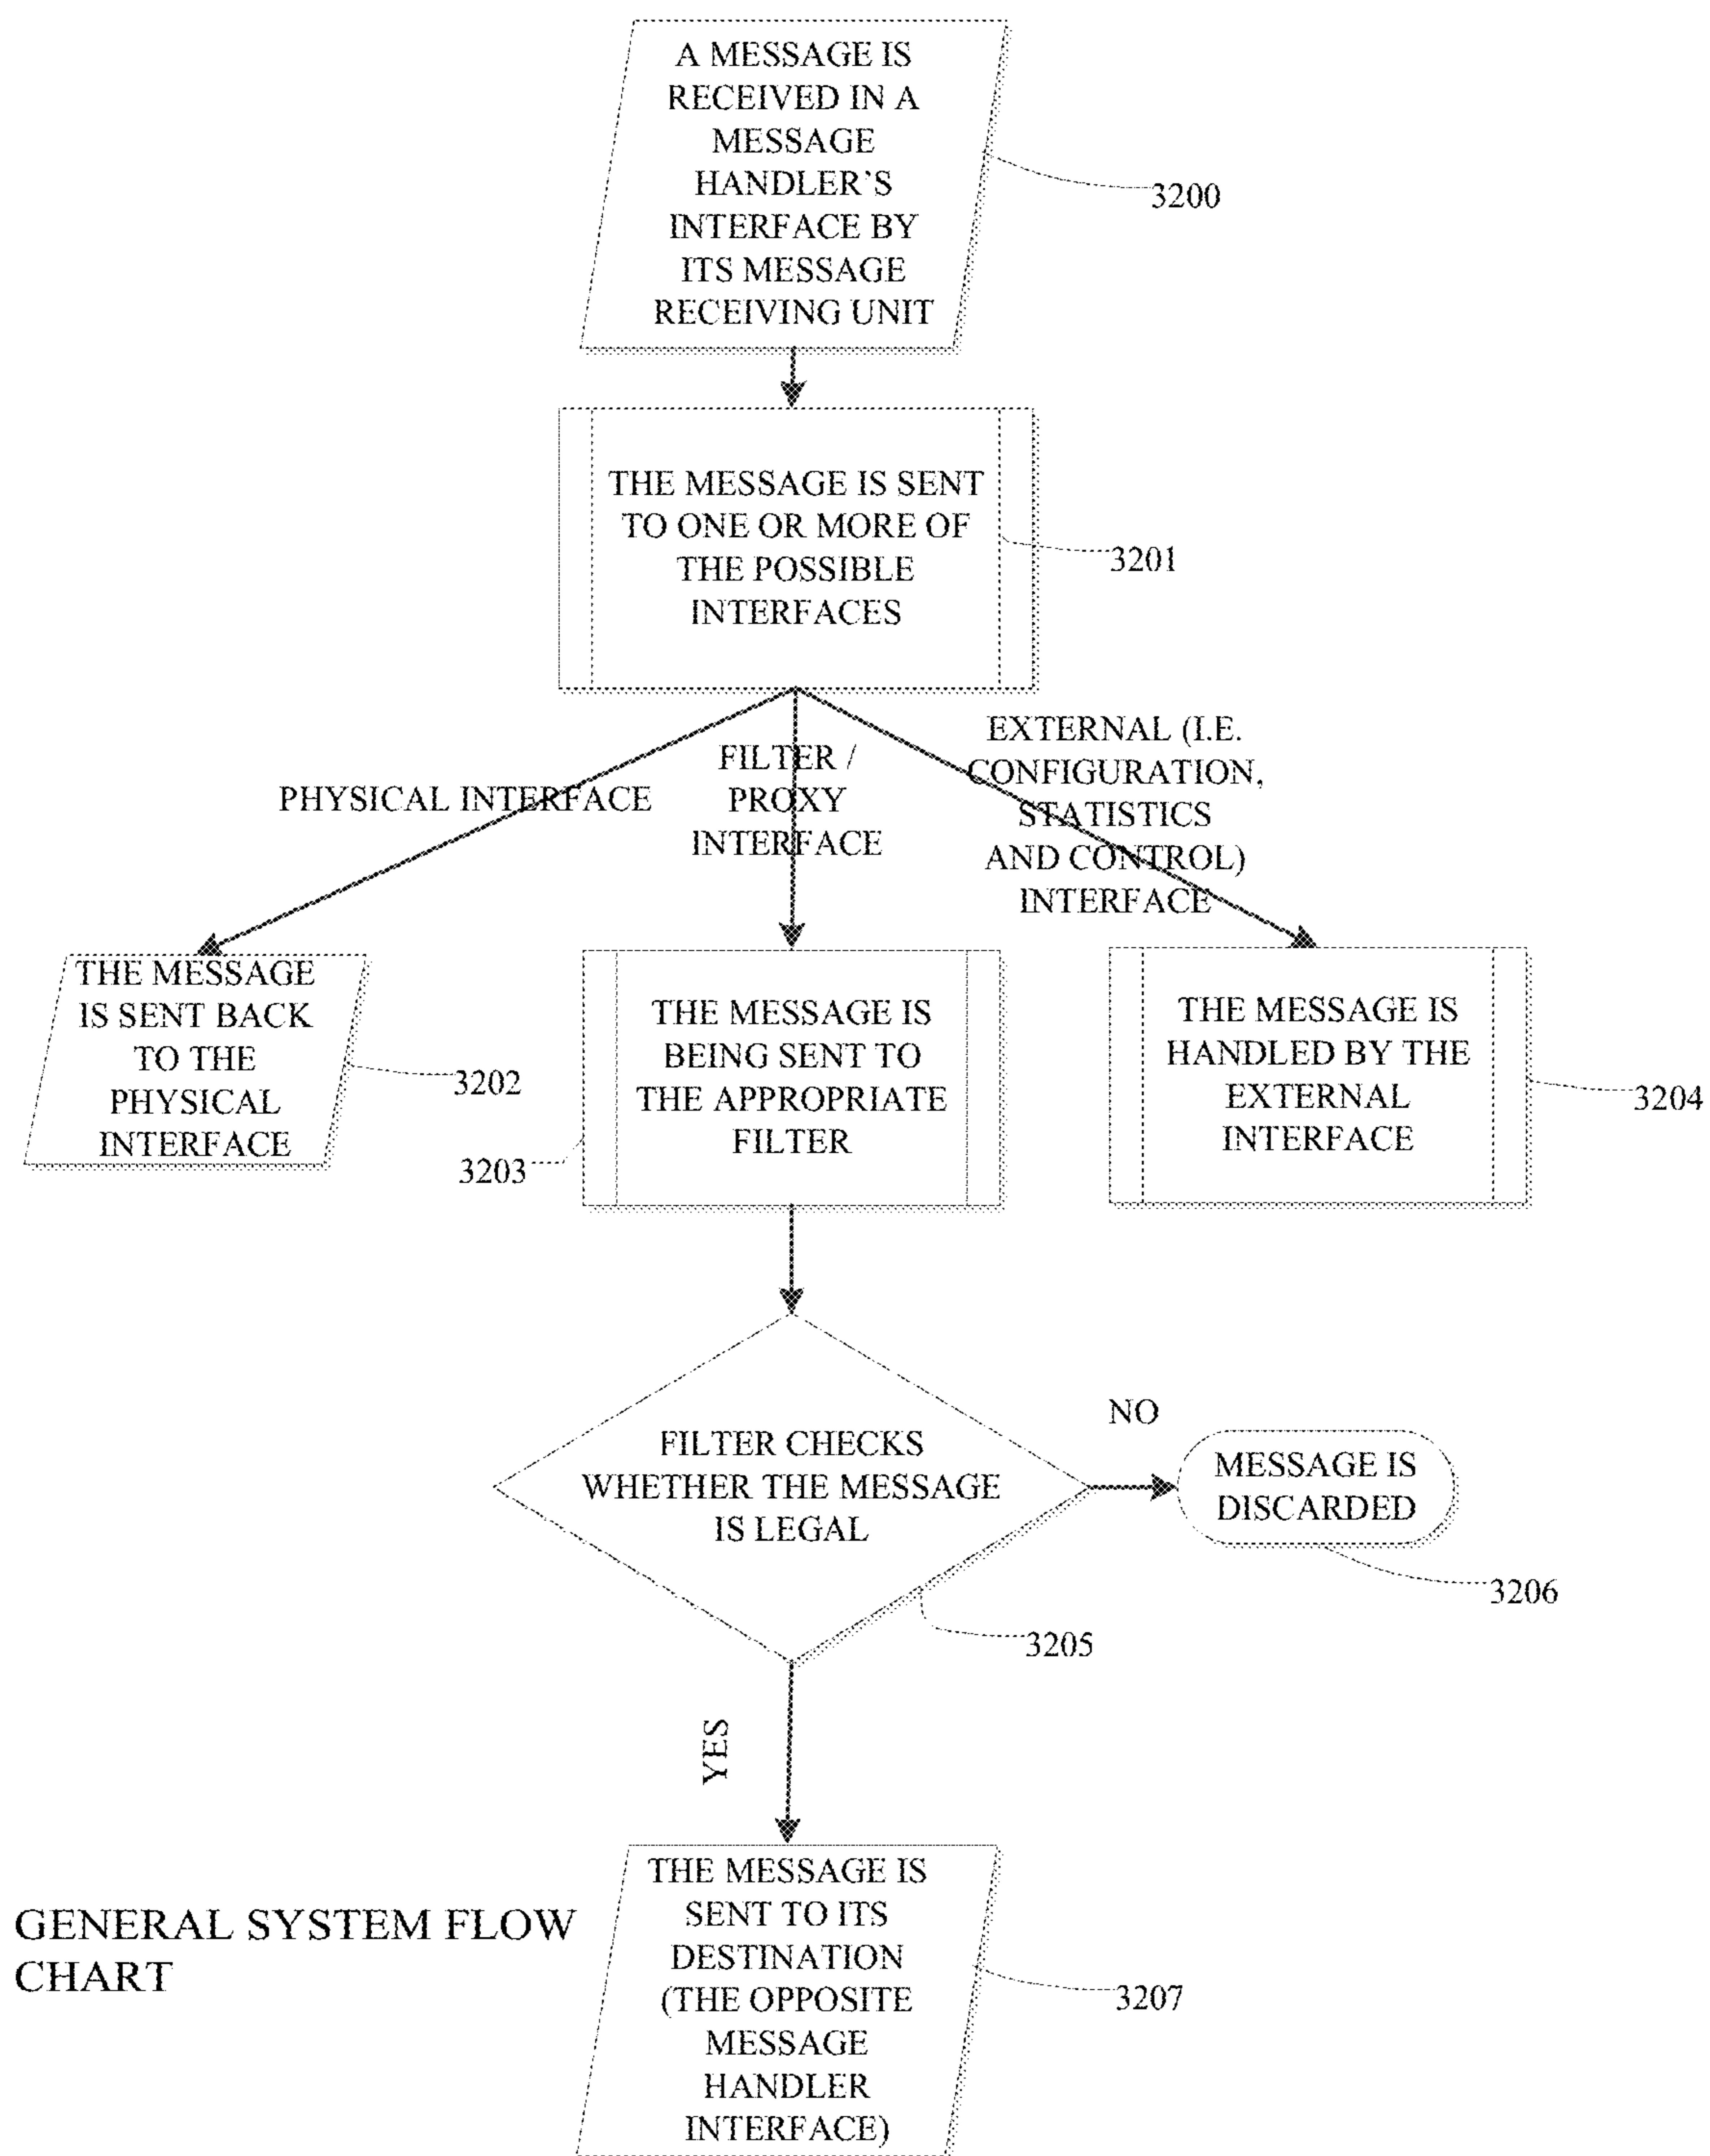 A MESSAGE IS
RECEIVED IN A
MESSAGE
HANDLER'S
INTERFACE BY
ITS MESSAGE
RECEIVING UNIT
3200
THE MESSAGE IS SENT
TO ONE OR MORE OF
THE POSSIBLE
INTERFACES
3201
PHYSICAL INTERFACE
FILTER /
PROXY
INTERFACE
EXTERNAL (I.E.
CONFIGURATION,
STATISTICS
AND CONTROL)
INTERFACE
THE MESSAGE
IS SENT BACK
TO THE
PHYSICAL
INTERFACE
3202
THE MESSAGE IS
BEING SENT TO
THE APPROPRIATE
FILTER
3203
THE MESSAGE IS
HANDLED BY THE
EXTERNAL
INTERFACE
3204
FILTER CHECKS
WHETHER THE MESSAGE
IS LEGAL
3205
NO
MESSAGE IS
DISCARDED
3206
YES
THE MESSAGE IS
SENT TO ITS
DESTINATION
(THE OPPOSITE
MESSAGE
HANDLER
INTERFACE)
3207
GENERAL SYSTEM FLOW
CHART